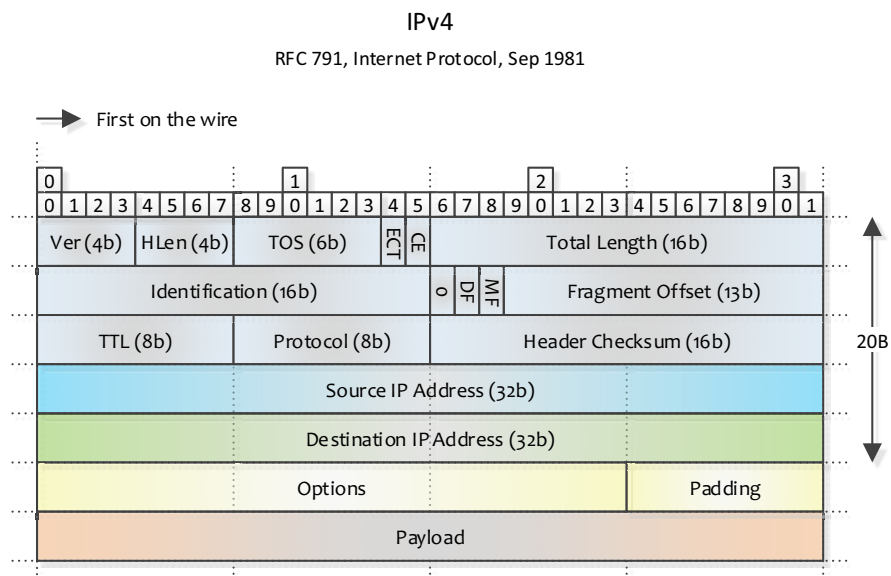 IPv4
RFC 791, Internet Protocol, Sep 1981
First on the wire
0 1 2 3
0 1 2 3 4 5 6 7 8 9 0 1 2 3 4 5 6 7 8 9 0 1 2 3 4 5 6 7 8 9 0 1
Ver (4b) HLen (4b) TOS (6b) ECT CE Total Length (16b)
Identification (16b) 0 DF MF Fragment Offset (13b)
TTL (8b) Protocol (8b) Header Checksum (16b)
20B
Source IP Address (32b)
Destination IP Address (32b)
Options Padding
Payload